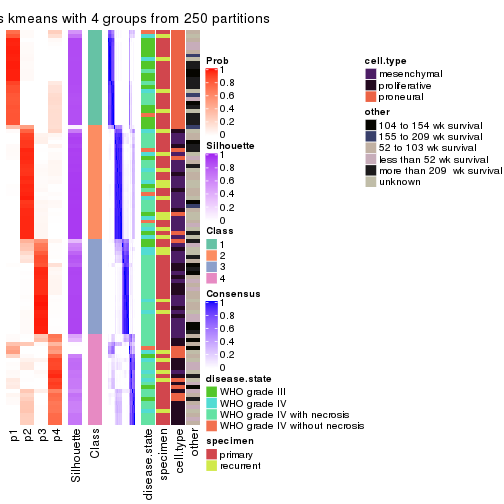 s kmeans with 4 groups from 250 partitions
Prob
1
0.8
0.6
0.4
0.2
0
Silhouette
1
0.8
0.6
0.4
0.2
0
Class
1
2
3
4
Consensus
1
0.8
0.6
0.4
0.2
0
disease.state
WHO grade III
WHO grade IV
WHO grade IV with necrosis
WHO grade IV without necrosis
specimen
primary
recurrent
cell.type
mesenchymal
proliferative
proneural
other
104 to 154 wk survival
155 to 209 wk survival
52 to 103 wk survival
less than 52 wk survival
more than 209  wk survival
unknown
p1
p2
p3
p4
Silhouette
Class
disease.state
specimen
cell.type
other